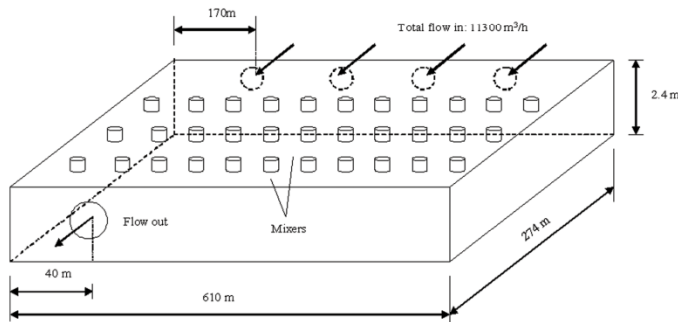 170m
Total flow in: 11300 m³/h
2.4 m
Flow out
Mixers
274 m
40 m
610 m